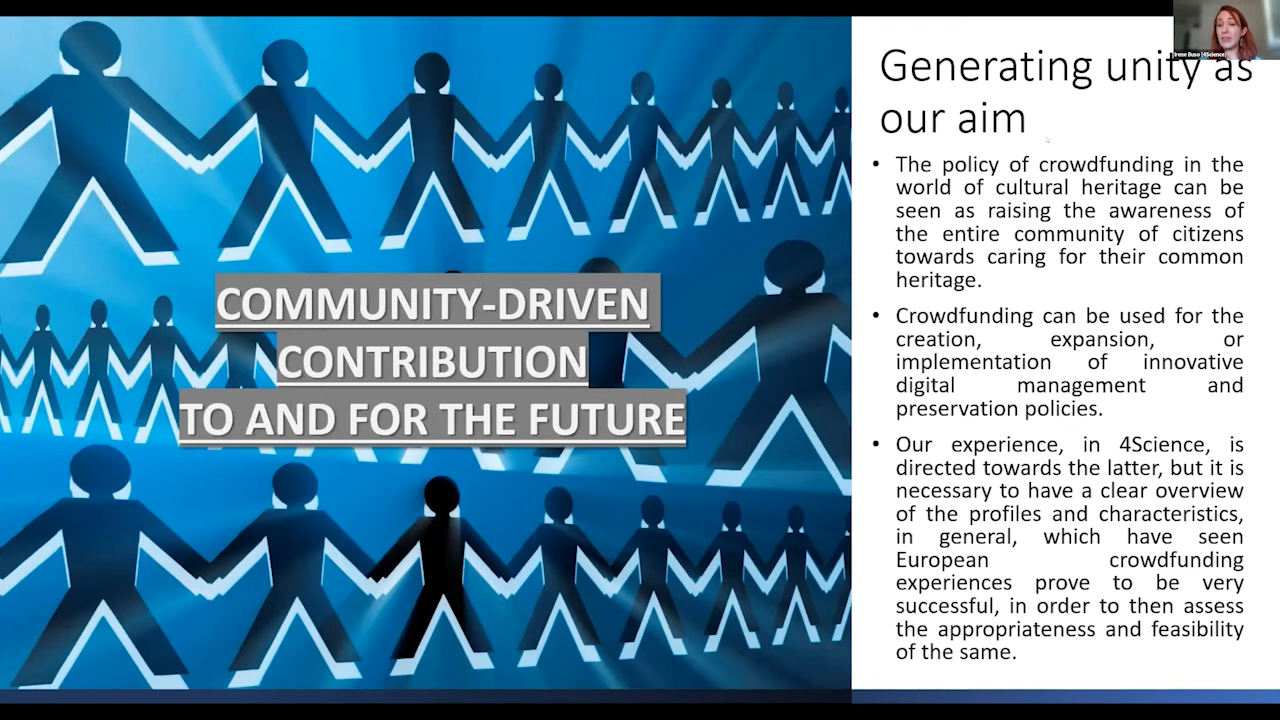 COMMUNITY-DRIVEN
CONTRIBUTION
TO AND FOR THE FUTURE
Irene Buso (4Science)
Generating unity as
our aim
• The policy of crowdfunding in the
world of cultural heritage can be
seen as raising the awareness of
the entire community of citizens
towards caring for their common
heritage.
• Crowdfunding can be used for the
creation, expansion, or
implementation of innovative
digital management and
preservation policies.
• Our experience, in 4Science, is
directed towards the latter, but it is
necessary to have a clear overview
of the profiles and characteristics,
in general, which have seen
European crowdfunding
experiences prove to be very
successful, in order to then assess
the appropriateness and feasibility
of the same.